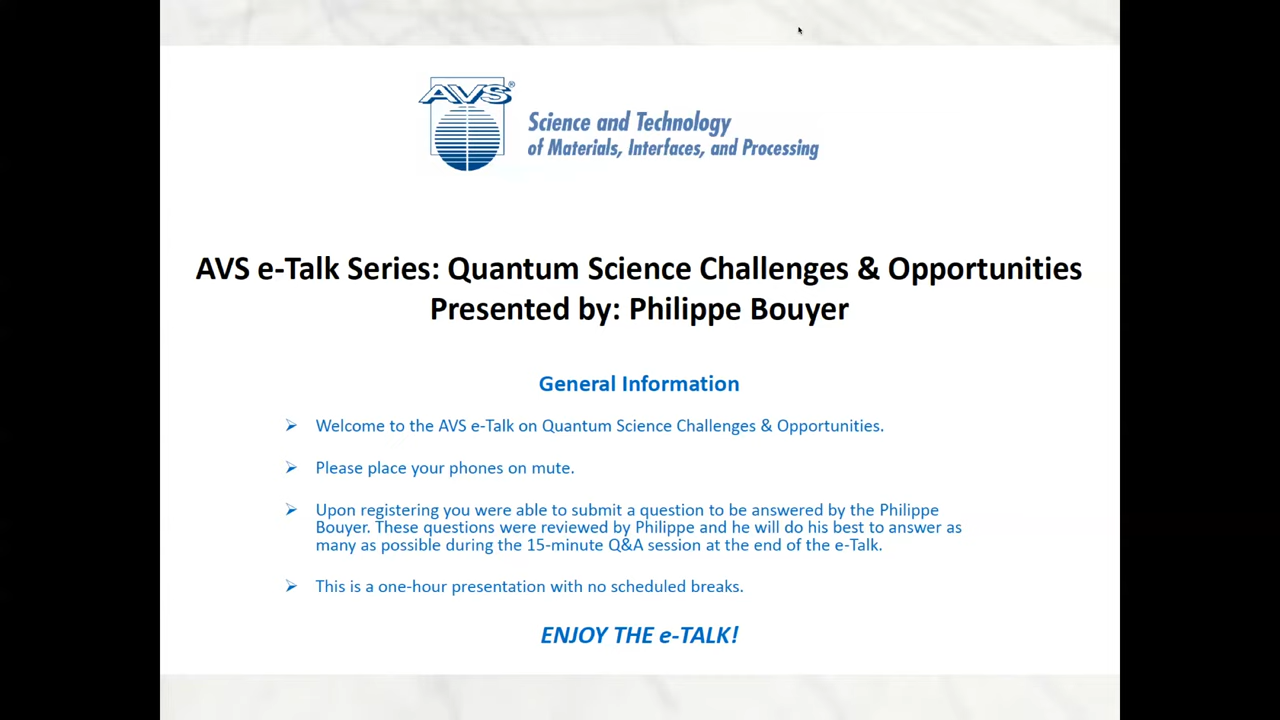 AVS®
Science and Technology
of Materials, Interfaces, and Processing
AVS e-Talk Series: Quantum Science Challenges & Opportunities
Presented by: Philippe Bouyer
General Information
➢ Welcome to the AVS e-Talk on Quantum Science Challenges & Opportunities.
➢ Please place your phones on mute.
➢ Upon registering you were able to submit a question to be answered by the Philippe
Bouyer. These questions were reviewed by Philippe and he will do his best to answer as
many as possible during the 15-minute Q&A session at the end of the e-Talk.
➢ This is a one-hour presentation with no scheduled breaks.
ENJOY THE e-TALK!